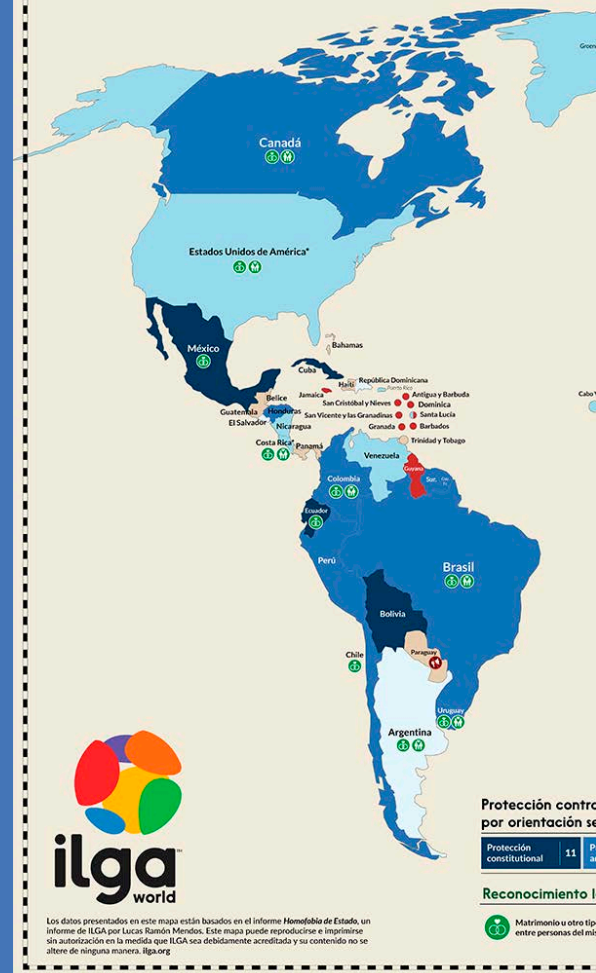 Groen
Canadá
Estados Unidos de América*
México
Bahamas
Cuba
Haití
República Dominicana
Puerto Rico
Jamaica
Belice
Antigua y Barbuda
San Cristóbal y Nieves
Dominica
Guatemala
Honduras
San Vicente y las Granadinas
Santa Lucía
El Salvador
Nicaragua
Granada
Barbados
Cabo V
Costa Rica*
Panamá
Trinidad y Tobago
Venezuela
Guyana
Sur.
Colombia
Ecuador
Perú
Brasil
Bolivia
Chile
Paraguay
Uruguay
Argentina
ilga
world
Protección contra
por orientación se
Protección
constitucional
11
Reconocimiento l
Matrimonio u otro tipo
entre personas del mis
Los datos presentados en este mapa están basados en el informe Homofobia de Estado, un
informe de ILGA por Lucas Ramón Mendos. Este mapa puede reproducirse e imprimirse
sin autorización en la medida que ILGA sea debidamente acreditada y su contenido no se
altere de ninguna manera. ilga.org